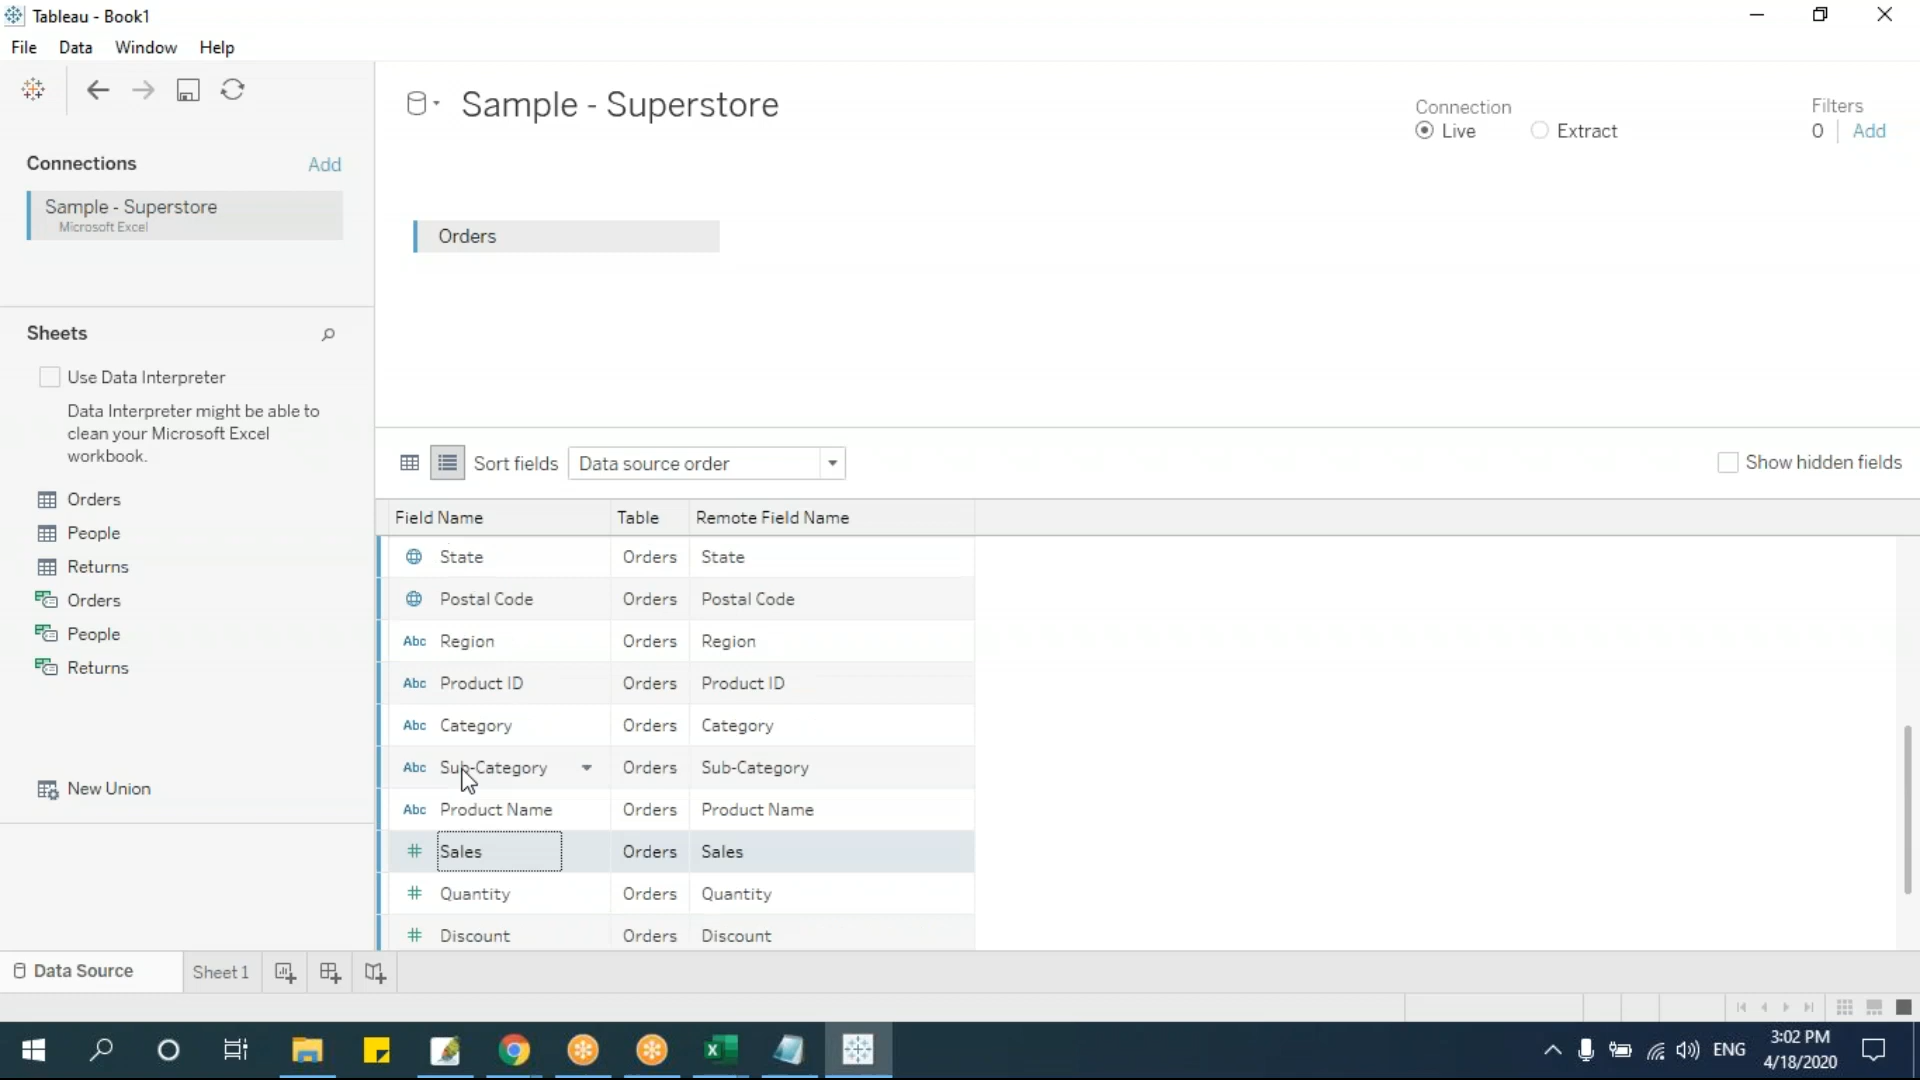 Tableau - Book1
File Data Window Help
Connections Add
Sample - Superstore
Microsoft Excel
Sheets
Use Data Interpreter
Data Interpreter might be able to
clean your Microsoft Excel
workbook.
Orders
People
Returns
Orders
People
Returns
New Union
Sample - Superstore
Connection
Live Extract
Filters
0 Add
Orders
Sort fields Data source order Show hidden fields
Field Name Table Remote Field Name
State Orders State
Postal Code Orders Postal Code
Abc Region Orders Region
Abc Product ID Orders Product ID
Abc Category Orders Category
Abc Sub-Category Orders Sub-Category
Abc Product Name Orders Product Name
# Sales Orders Sales
# Quantity Orders Quantity
# Discount Orders Discount
Data Source Sheet 1
ENG
3:02 PM
4/18/2020